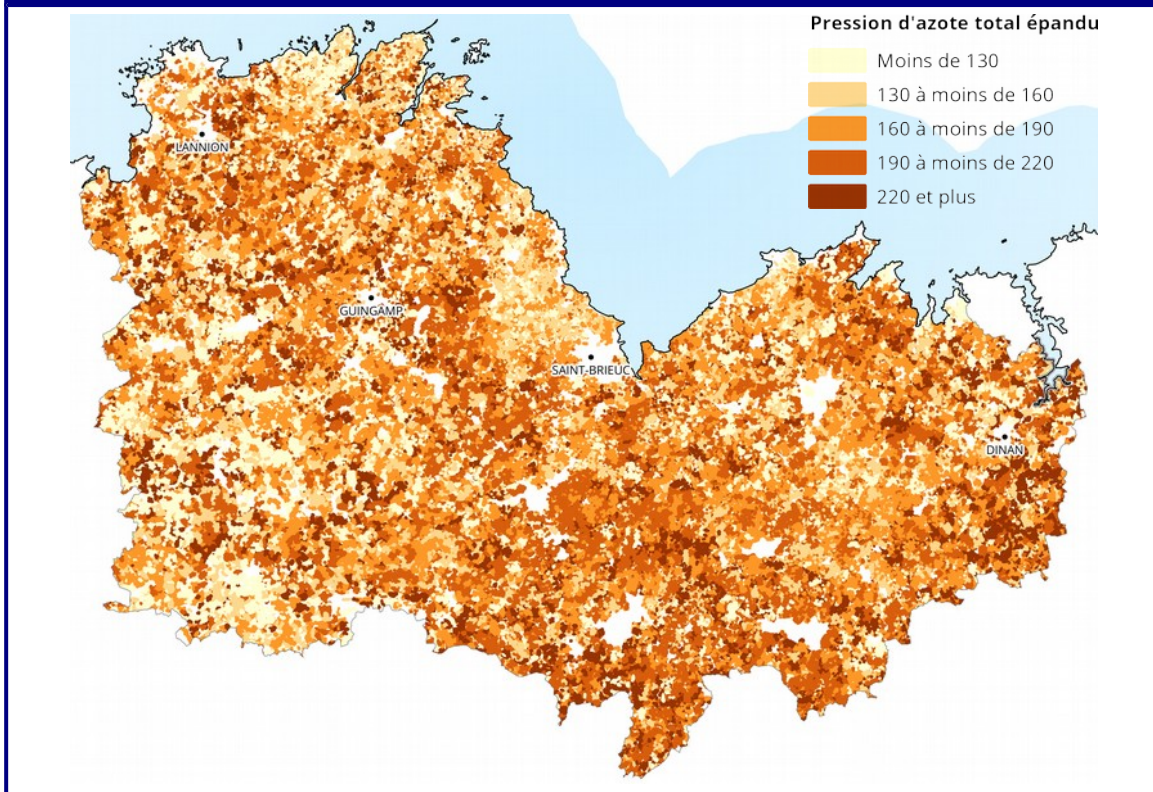 Pression d'azote total épandu
Moins de 130
130 à moins de 160
160 à moins de 190
190 à moins de 220
220 et plus
LANNION
GUINGAMP
SAINT-BRIEUC
DINAN